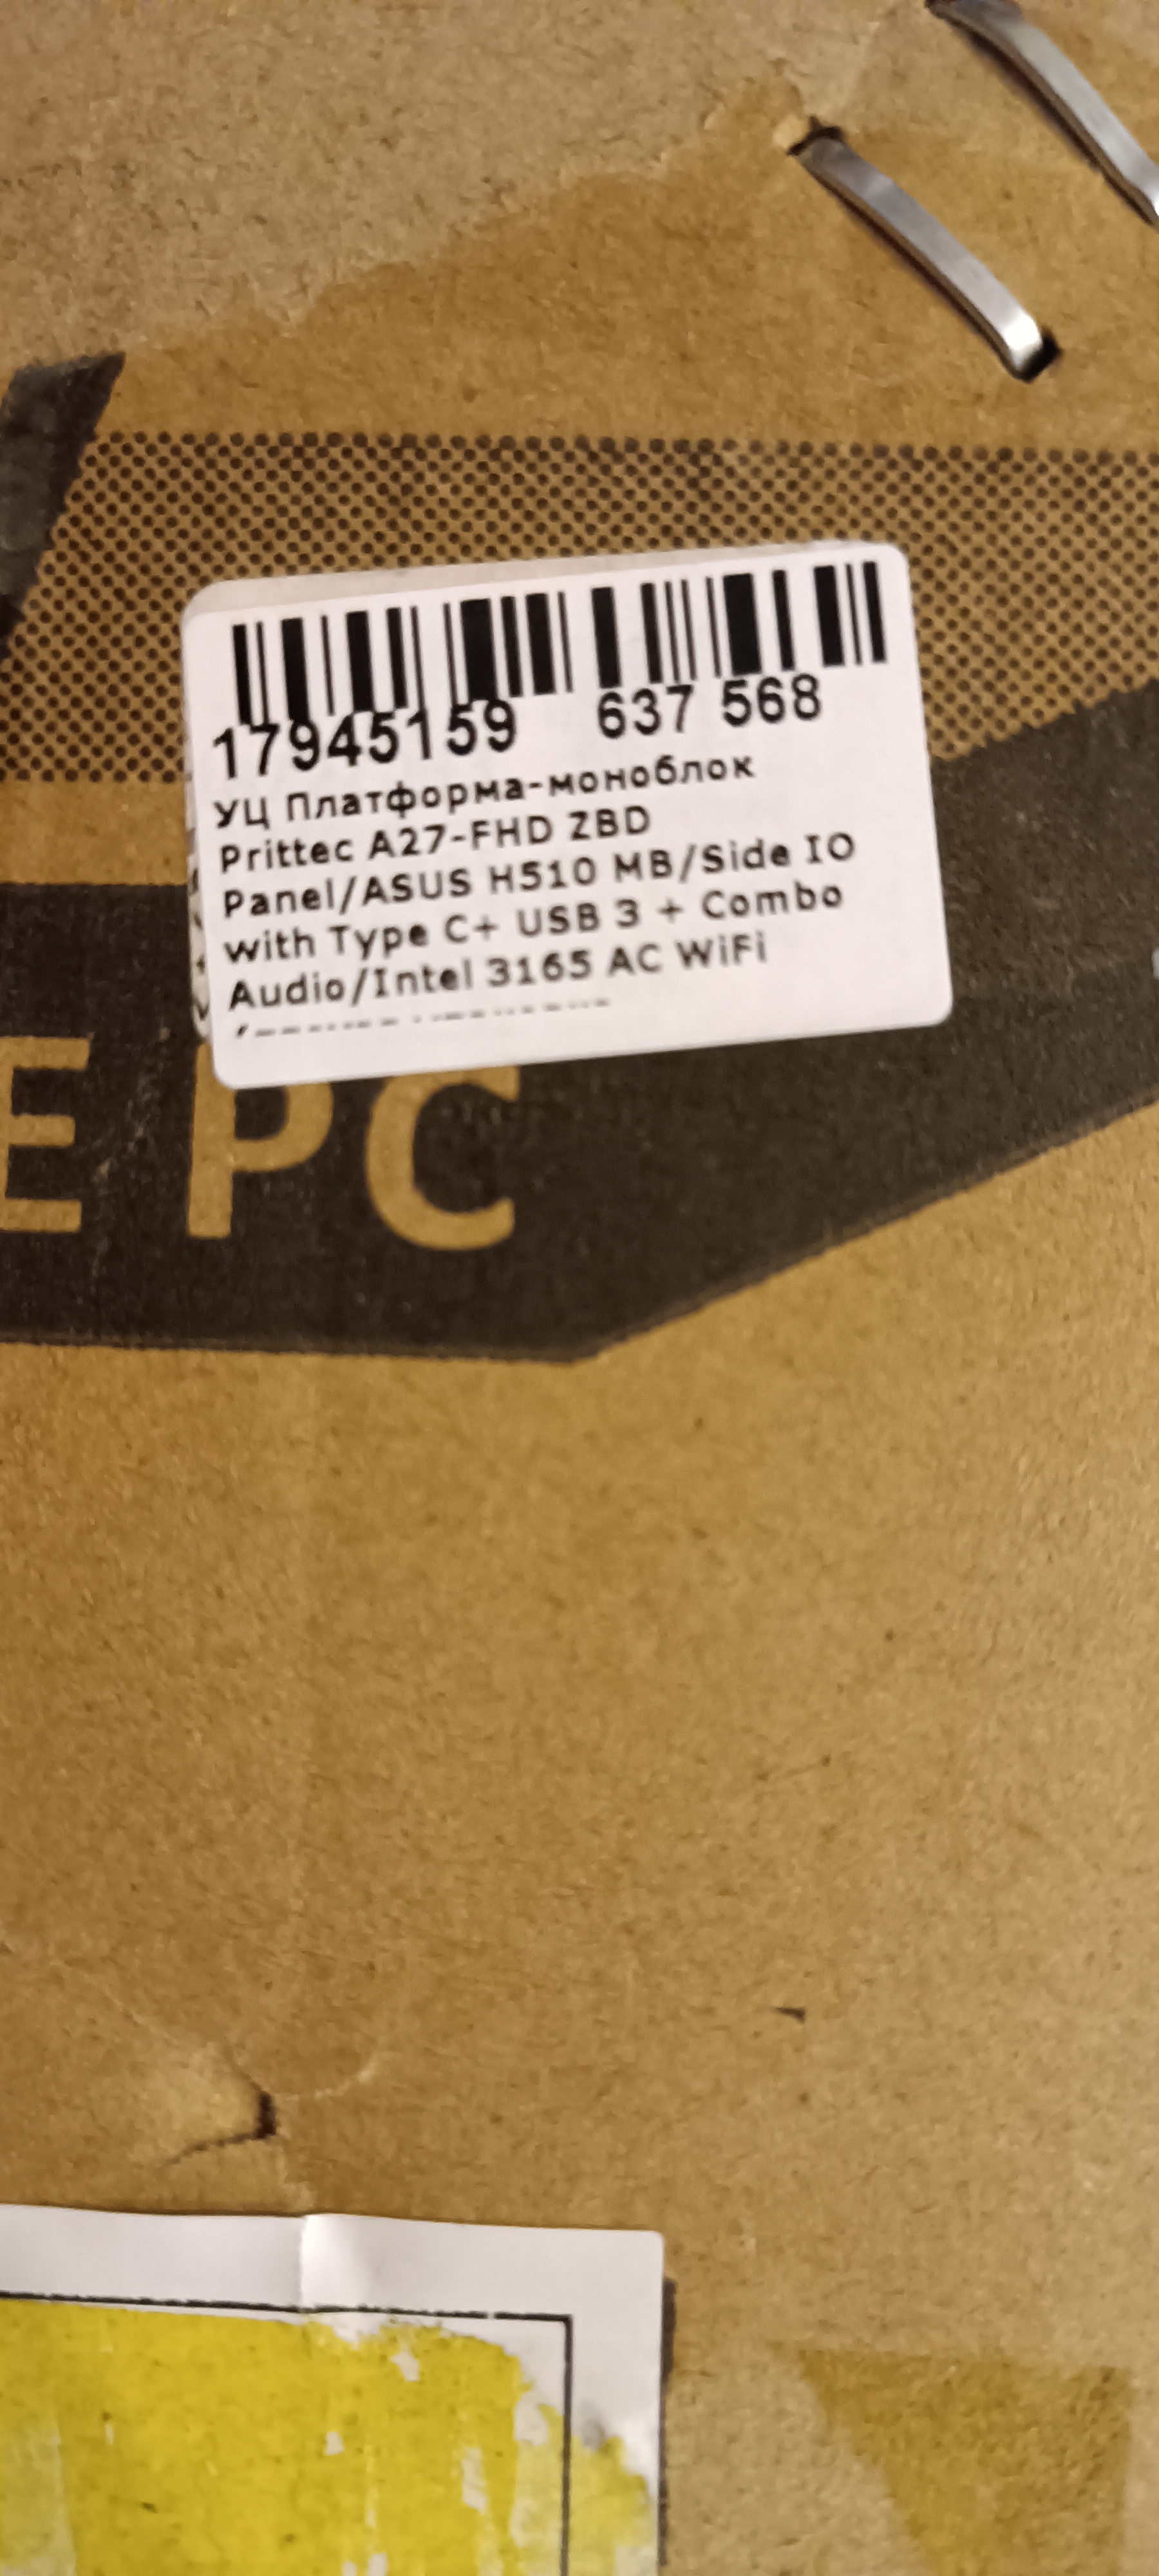 17945159 637 568
УЦ Платформа-моноблок
Prittec A27-FHD ZBD
Panel/ASUS H510 MB/Side IO
with Type C+ USB 3 + Combo
Audio/Intel 3165 AC WiFi
E PC